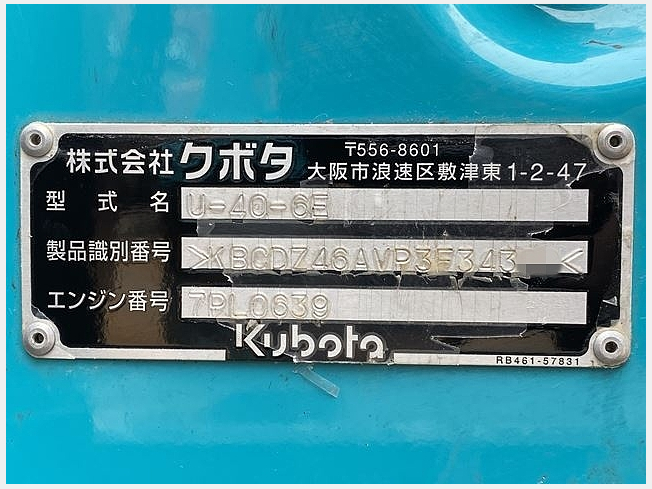 株式会社クボタ
〒556-8601
大阪市浪速区敷津東1-2-47
型式名 U-40-6E
製品識別番号 >KBCDZ46AVP3F343 <
エンジン番号 7PL0639
Kubota
RB461-57831